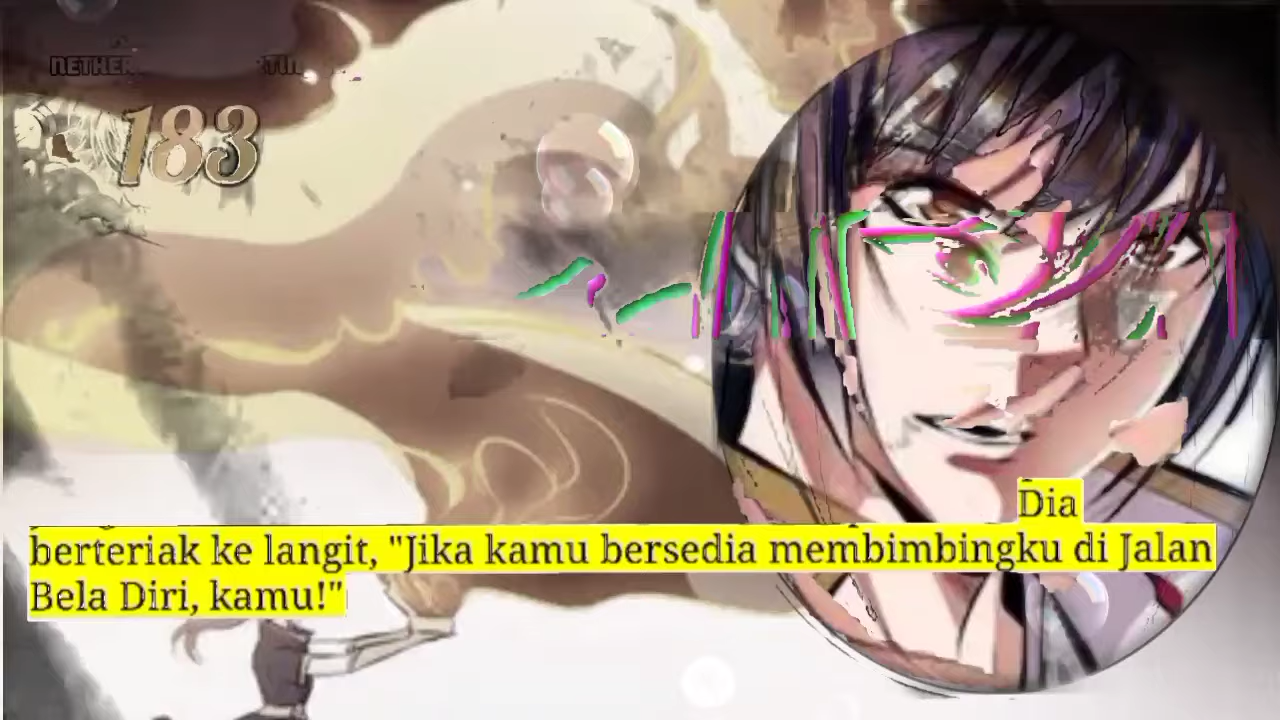 183
Dia
berteriak ke langit, "Jika kamu bersedia membimbingku di Jalan
Bela Diri, kamu!"